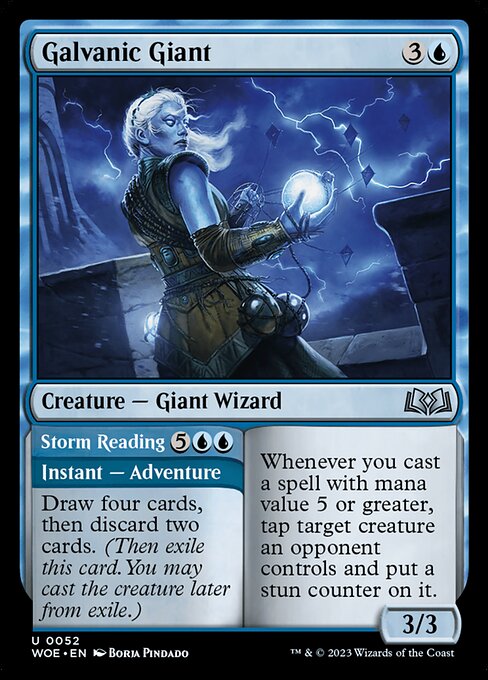 Galvanic Giant 3
Creature — Giant Wizard
Storm Reading 5
Instant — Adventure
Draw four cards,
then discard two
cards. (Then exile
this card. You may
cast the creature later
from exile.)
Whenever you cast
a spell with mana
value 5 or greater,
tap target creature
an opponent
controls and put a
stun counter on it.
3/3
U 0052
WOE • EN Borja Pindado
™ & © 2023 Wizards of the Coast